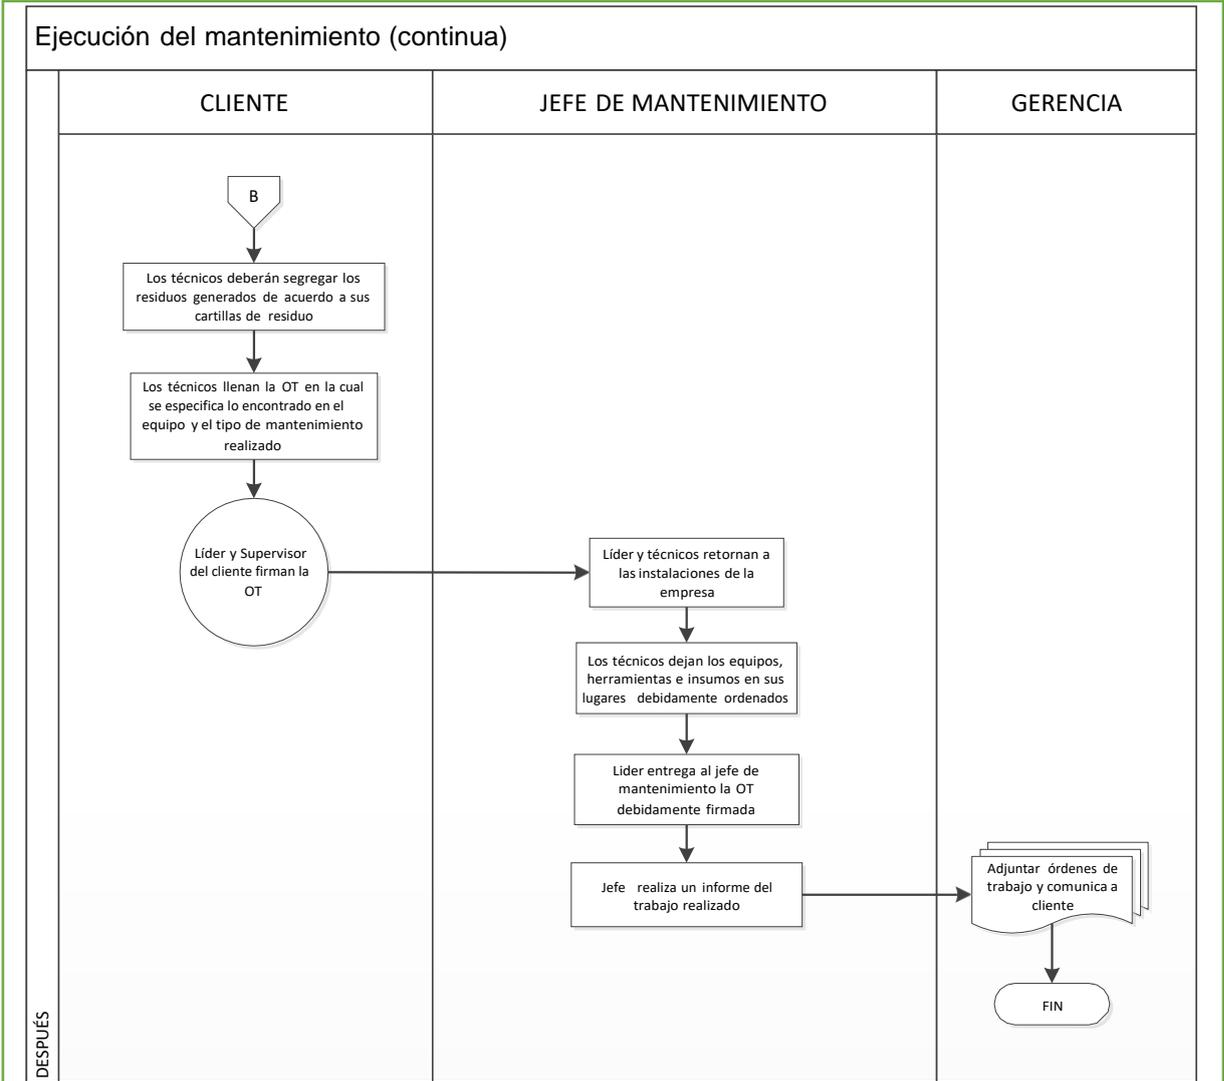 Ejecución del mantenimiento (continua)
CLIENTE
JEFE DE MANTENIMIENTO
GERENCIA
B
Los técnicos deberán segregar los
residuos generados de acuerdo a sus
cartillas de residuo
Los técnicos llenan la OT en la cual
se especifica lo encontrado en el
equipo y el tipo de mantenimiento
realizado
Líder y Supervisor
del cliente firman la
OT
Líder y técnicos retornan a
las instalaciones de la
empresa
Los técnicos dejan los equipos,
herramientas e insumos en sus
lugares debidamente ordenados
Lider entrega al jefe de
mantenimiento la OT
debidamente firmada
Jefe realiza un informe del
trabajo realizado
Adjuntar órdenes de
trabajo y comunica a
cliente
FIN
DESPUÉS